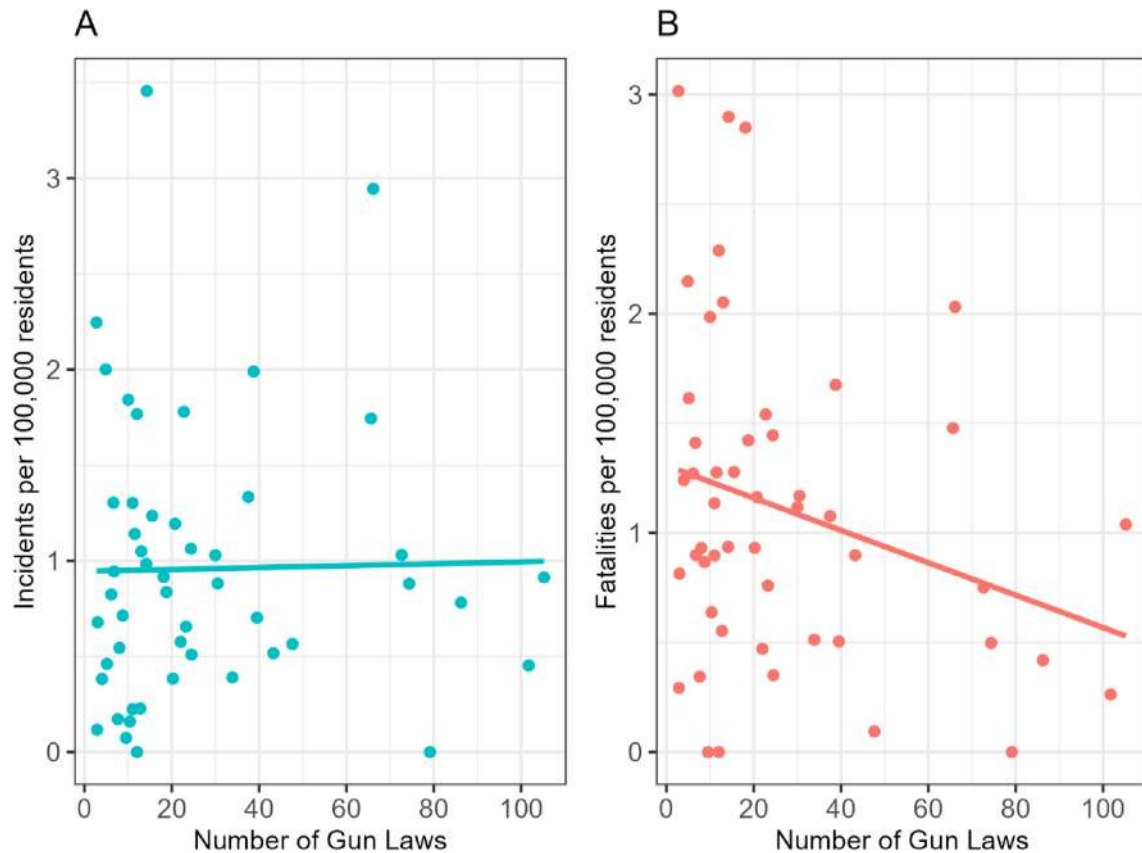 A
Incidents per 100,000 residents
3
2
1
0
0 20 40 60 80 100
Number of Gun Laws
B
Fatalities per 100,000 residents
3
2
1
0
0 20 40 60 80 100
Number of Gun Laws